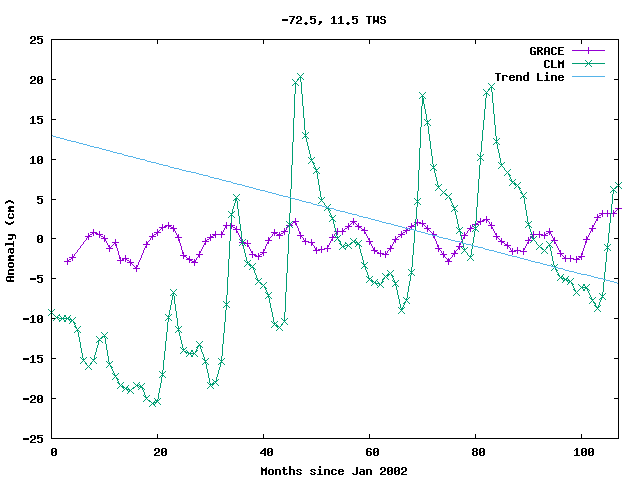 -72.5, 11.5 TWS
GRACE
CLM
Trend Line
25
20
15
10
5
0
-5
-10
-15
-20
-25
Anomaly (cm)
0 20 40 60 80 100
Months since Jan 2002